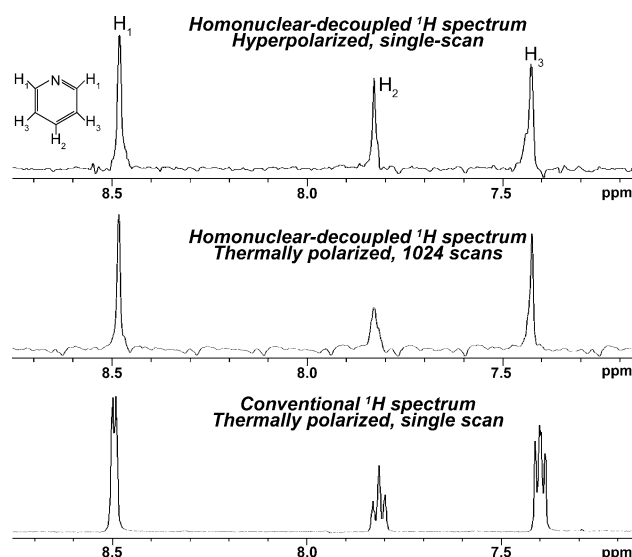 H₁
Homonuclear-decoupled ¹H spectrum
Hyperpolarized, single-scan
H₃
H₁ N H₁
H₂
H₃ H₃
H₂
8.5 8.0 7.5 ppm
Homonuclear-decoupled ¹H spectrum
Thermally polarized, 1024 scans
8.5 8.0 7.5 ppm
Conventional ¹H spectrum
Thermally polarized, single scan
8.5 8.0 7.5 ppm